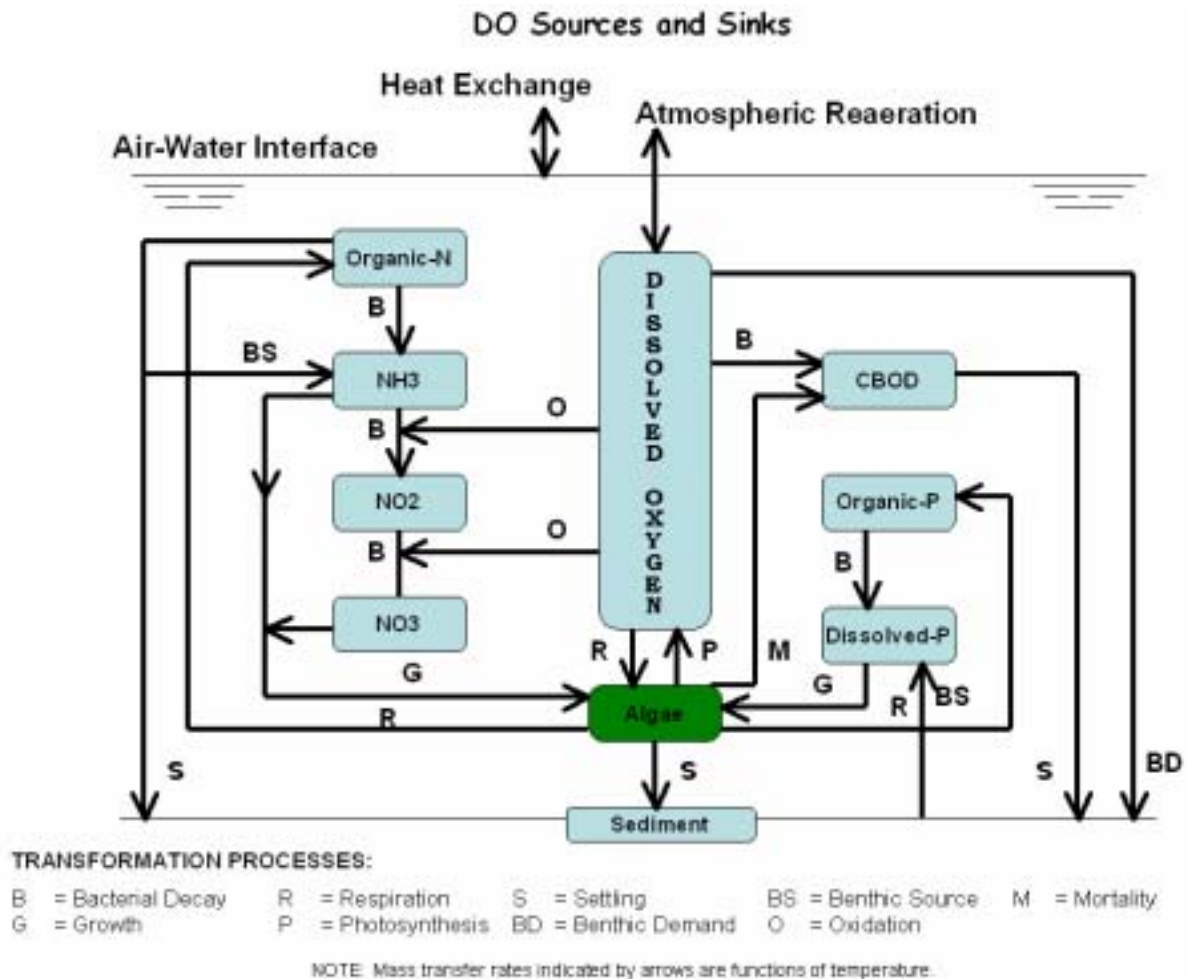 DO Sources and Sinks
Heat Exchange
Atmospheric Reaeration
Air-Water Interface
Organic-N
B
BS
NH3
B
O
NO2
B
O
NO3
G
R
DISSOLVED OXYGEN
B
CBOD
Organic-P
B
Dissolved-P
R
P
M
G
R
BS
Algae
S
S
S
BD
Sediment
TRANSFORMATION PROCESSES:
B = Bacterial Decay R = Respiration S = Settling BS = Benthic Source M = Mortality
G = Growth P = Photosynthesis BD = Benthic Demand O = Oxidation
NOTE: Mass transfer rates indicated by arrows are functions of temperature.